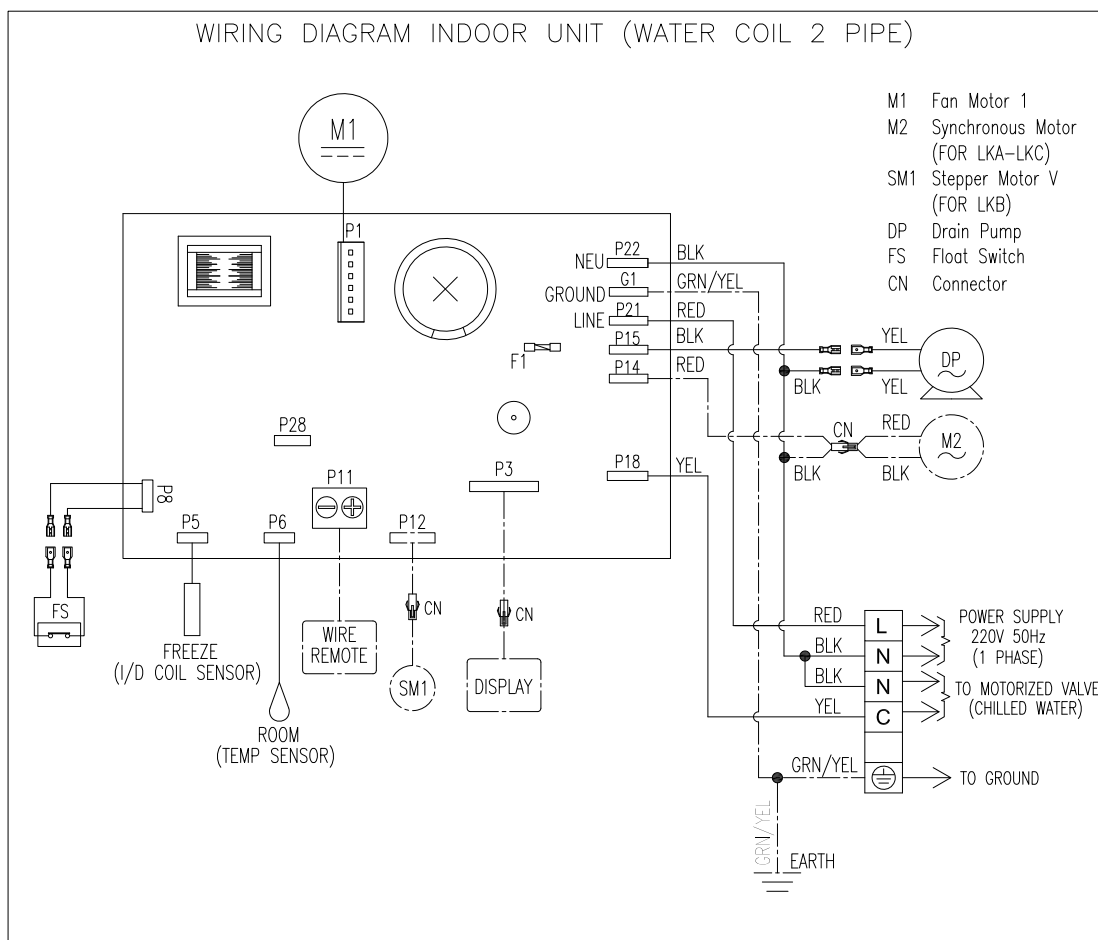 WIRING DIAGRAM INDOOR UNIT (WATER COIL 2 PIPE)
M1 Fan Motor 1
M2 Synchronous Motor
(FOR LKA-LKC)
SM1 Stepper Motor V
(FOR LKB)
DP Drain Pump
FS Float Switch
CN Connector
M1
P1
NEU P22 BLK
GROUND G1 GRN/YEL
LINE P21 RED
P15 BLK
F1
P14 RED
YEL
DP
BLK YEL
CN RED
M2
BLK BLK
P28
P18 YEL
P11
P3
P8
P5
P6
P12
FS
CN
CN
FREEZE
(I/D COIL SENSOR)
WIRE
REMOTE
SM1
DISPLAY
ROOM
(TEMP SENSOR)
RED L
BLK N
BLK N
YEL C
POWER SUPPLY
220V 50Hz
(1 PHASE)
TO MOTORIZED VALVE
(CHILLED WATER)
GRN/YEL
TO GROUND
GRN/YEL
EARTH